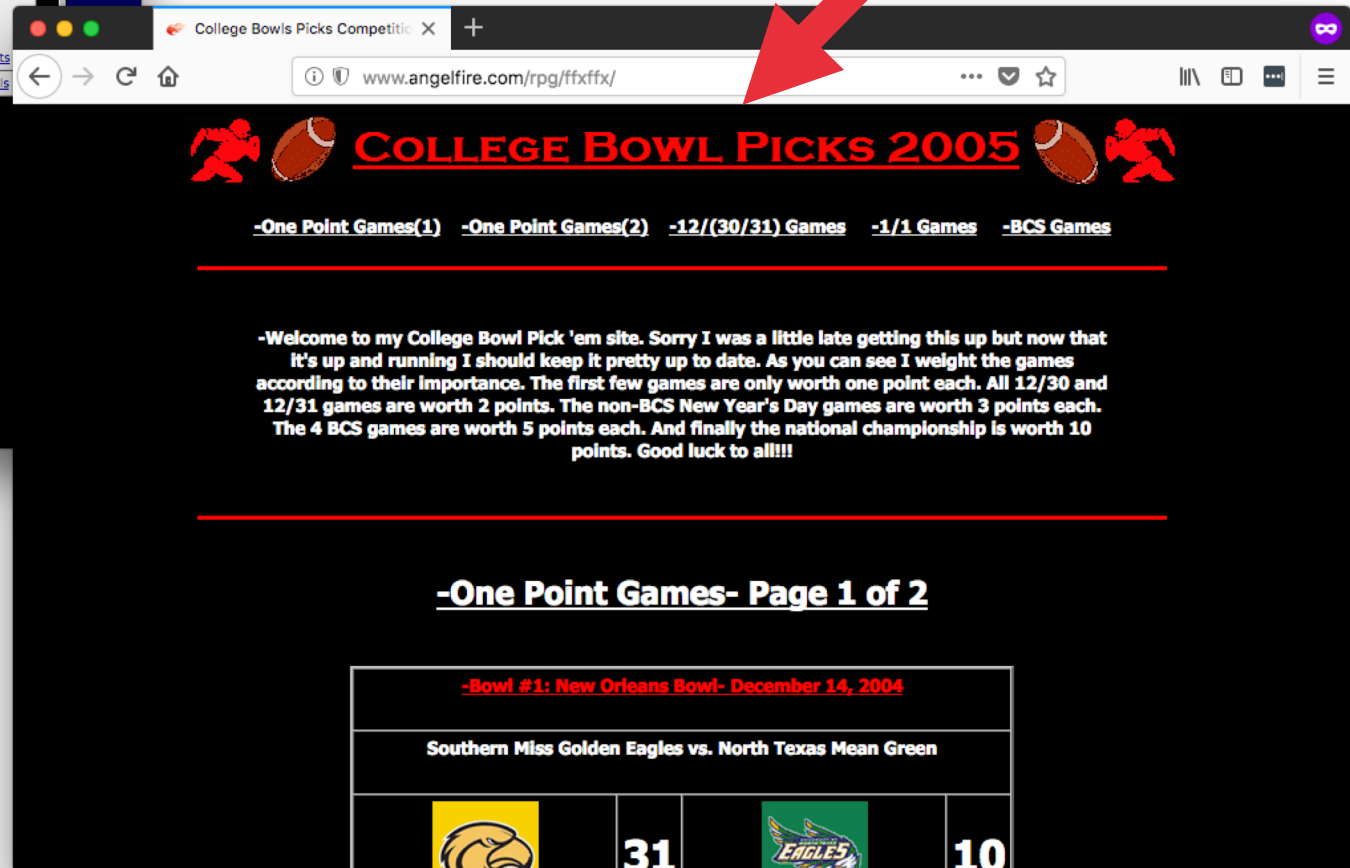 ts
ls
College Bowls Picks Competitic
www.angelfire.com/rpg/ffxffx/
College Bowl Picks 2005
-One Point Games(1) -One Point Games(2) -12/(30/31) Games -1/1 Games -BCS Games
-Welcome to my College Bowl Pick 'em site. Sorry I was a little late getting this up but now that
it's up and running I should keep it pretty up to date. As you can see I weight the games
according to their importance. The first few games are only worth one point each. All 12/30 and
12/31 games are worth 2 points. The non-BCS New Year's Day games are worth 3 points each.
The 4 BCS games are worth 5 points each. And finally the national championship is worth 10
points. Good luck to all!!!
-One Point Games- Page 1 of 2
-Bowl #1: New Orleans Bowl- December 14, 2004
Southern Miss Golden Eagles vs. North Texas Mean Green
31 EAGLES 10